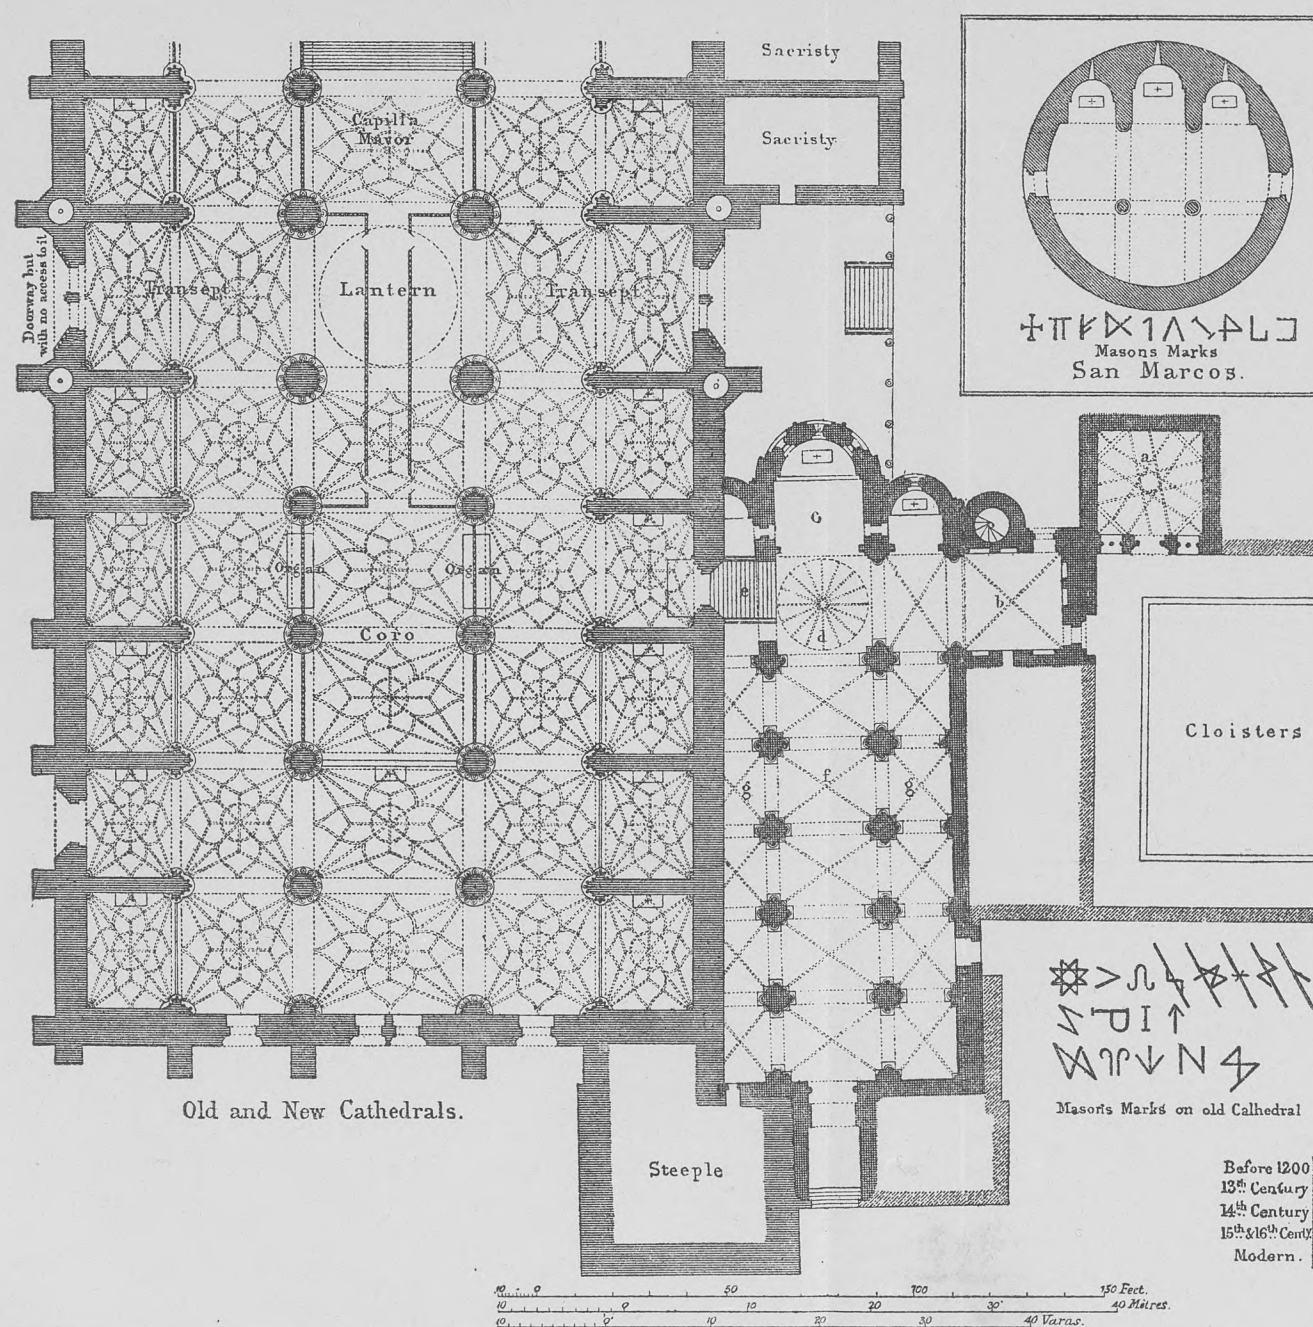 Sacristy
Sacristy
Capilla
Mayor
Doorway but
with no access to it
Transept
Lantern
Transept
Masons Marks
San Marcos.
a
Organ
Organ
e
b
d
Coro
Cloisters
f
g
g
Old and New Cathedrals.
Steeple
Masons Marks on old Cathedral
Before 1200
13th Century
14th Century
15th & 16th Centy.
Modern.
10 0 50 100 150 Feet.
10 0 10 20 30 40 Mètres.
10 0 10 20 30 40 Varas.